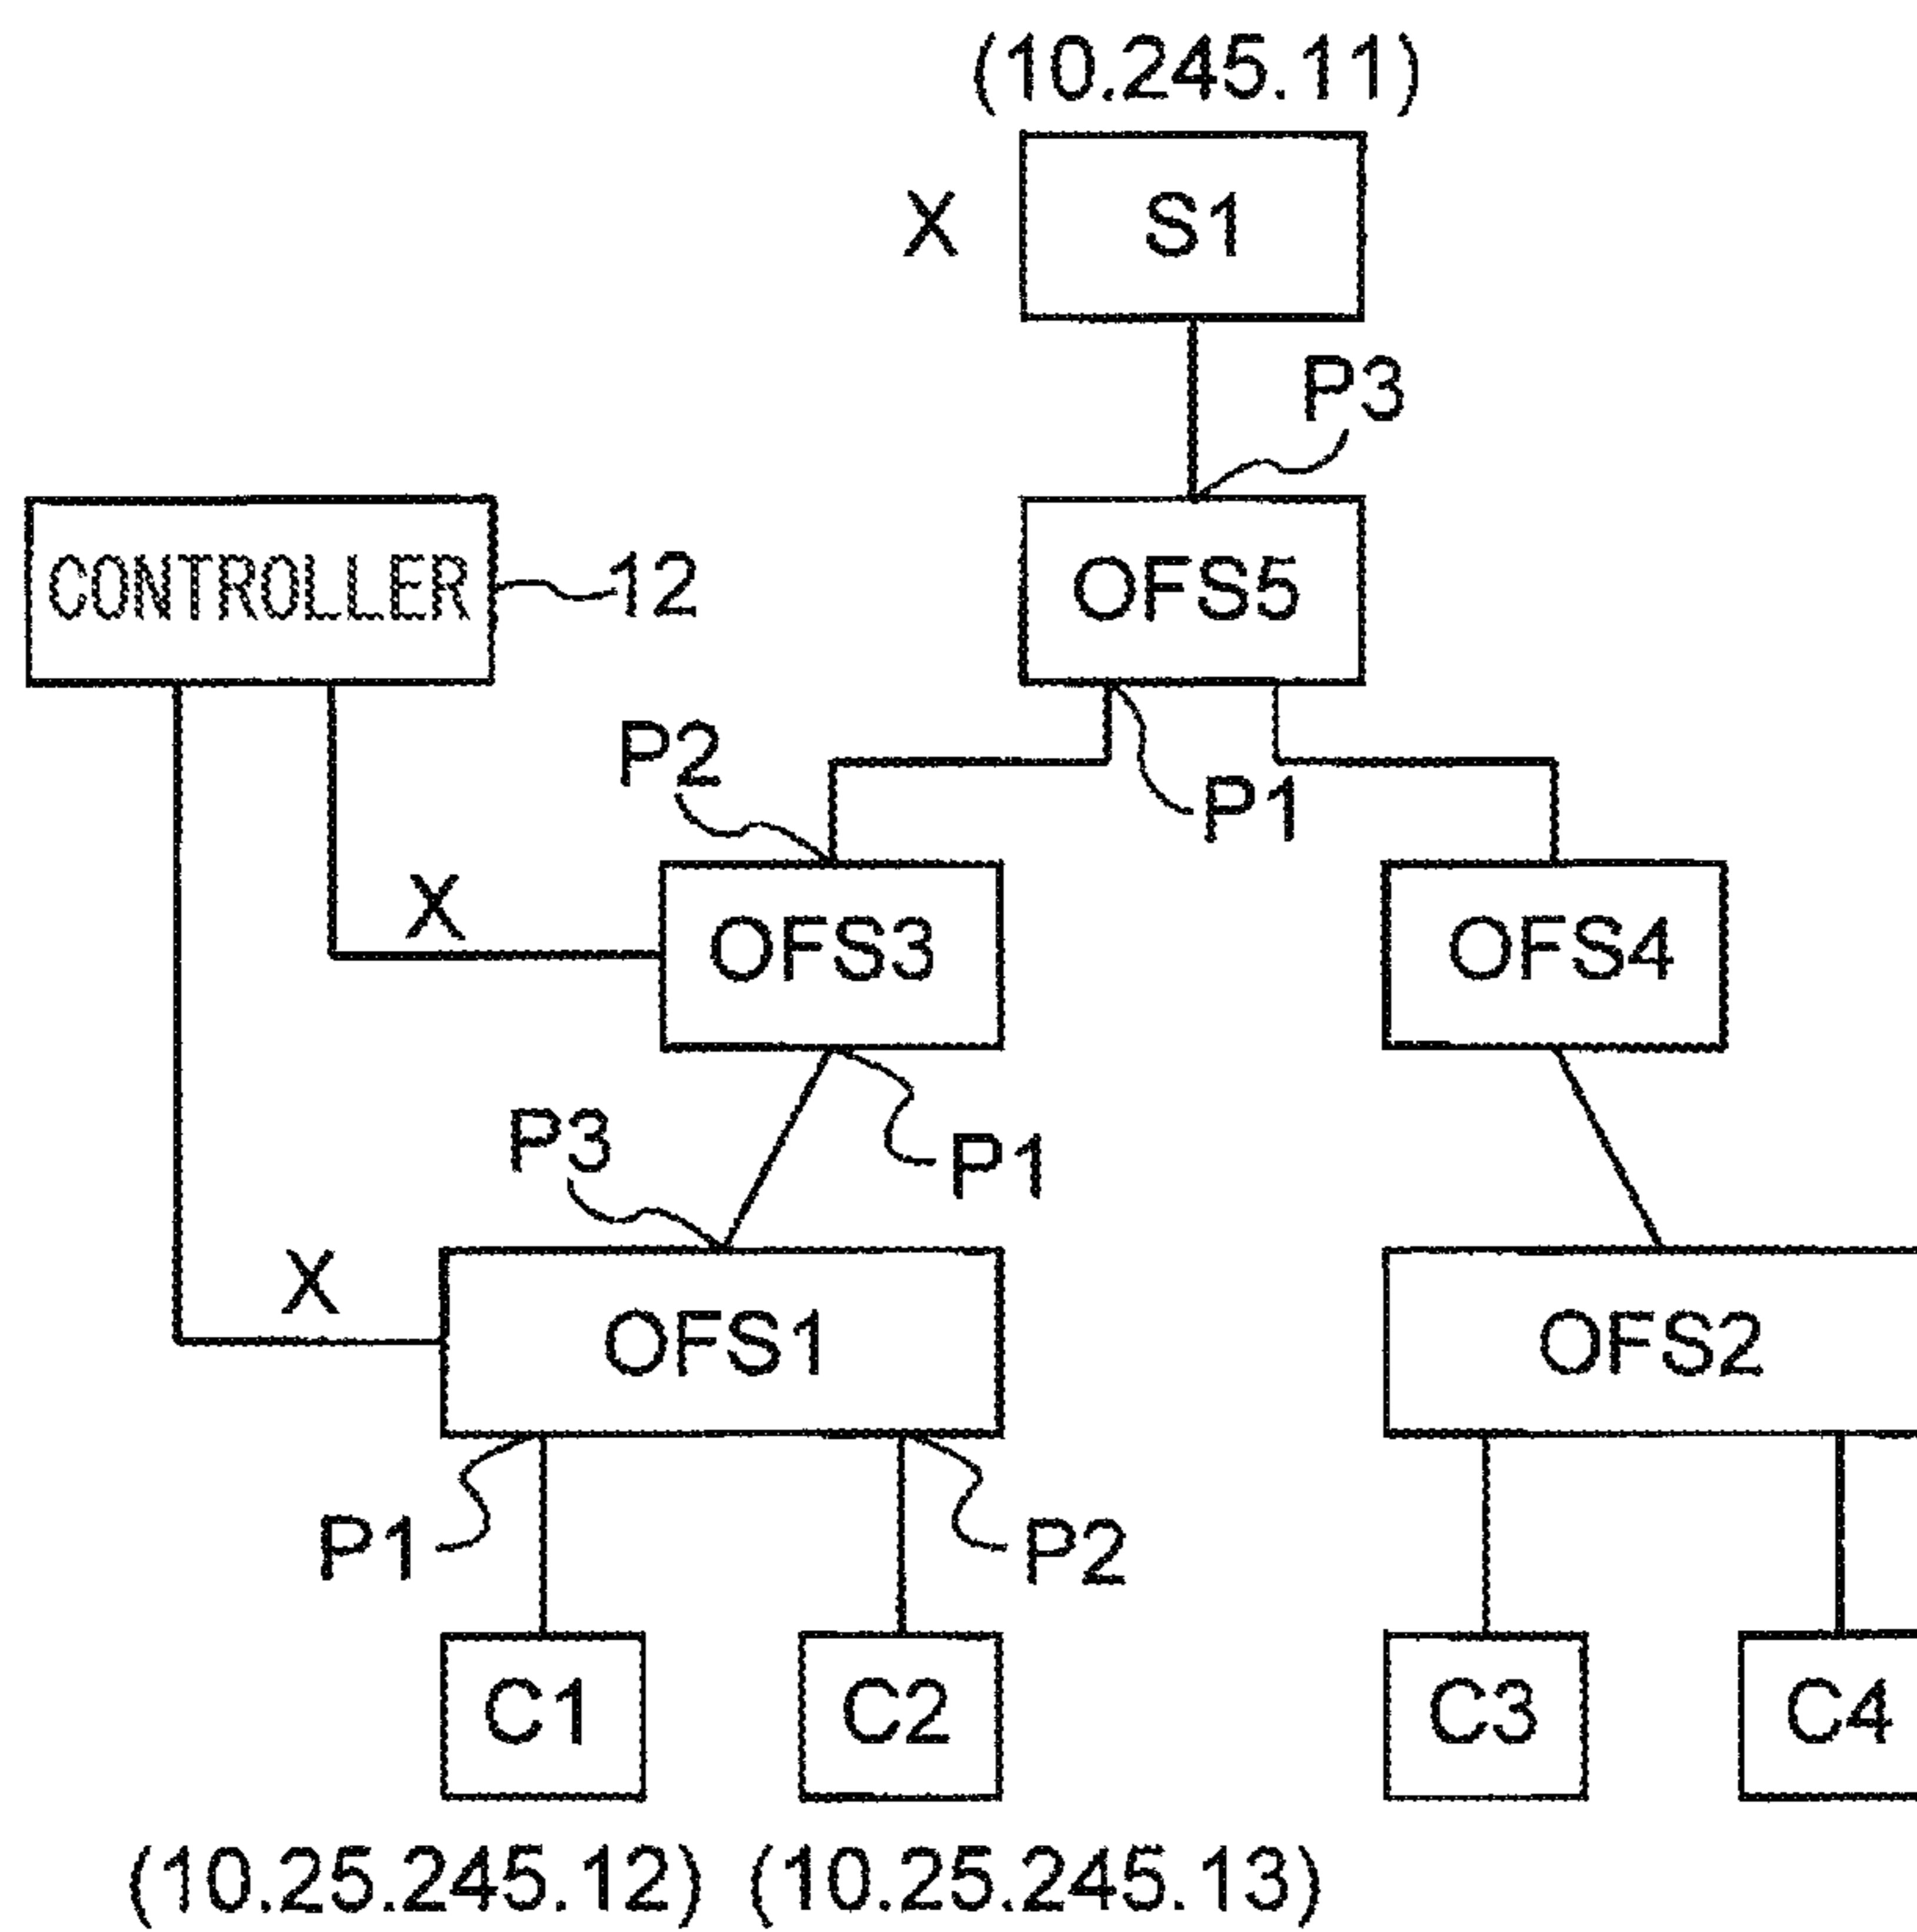 (10.245.11)
X
S1
P3
CONTROLLER
12
OFS5
P2
P1
X
OFS3
OFS4
P3
P1
X
OFS1
OFS2
P1
P2
C1
C2
C3
C4
(10.25.245.12) (10.25.245.13)